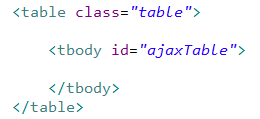 <table class="table">
<tbody id="ajaxTable">
</tbody>
</table>